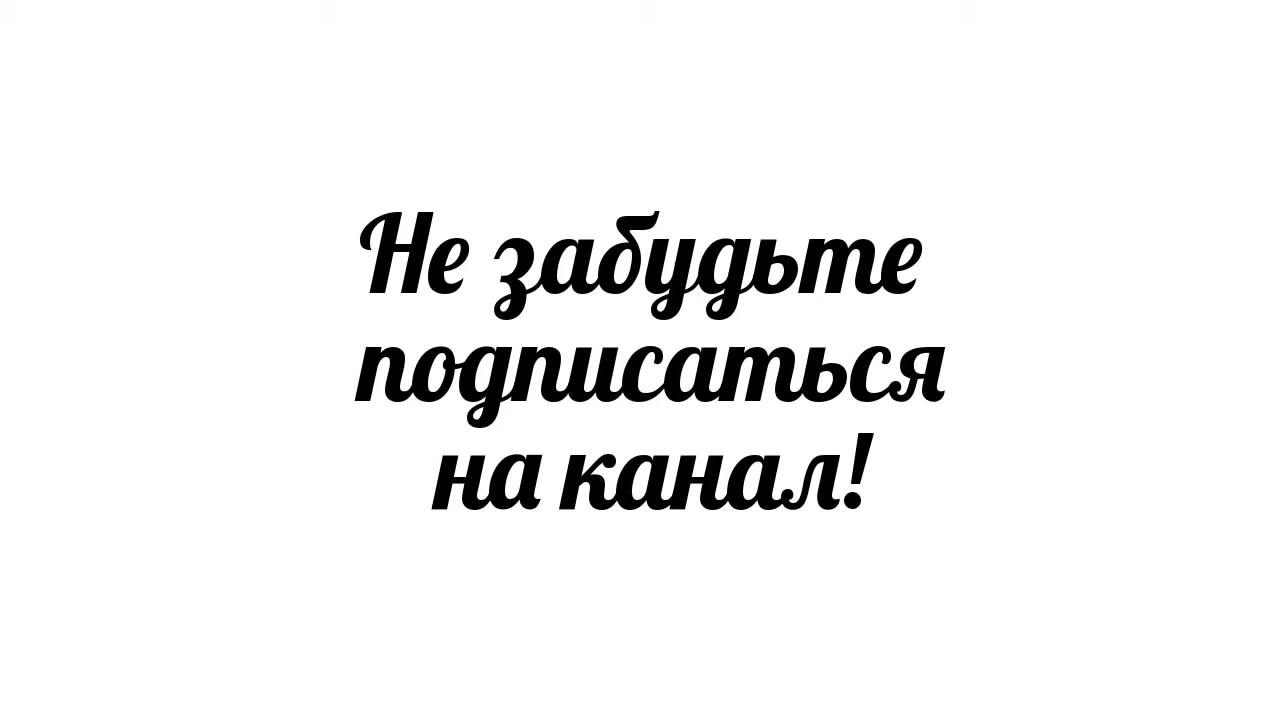 Не забудьте
подписаться
на канал!